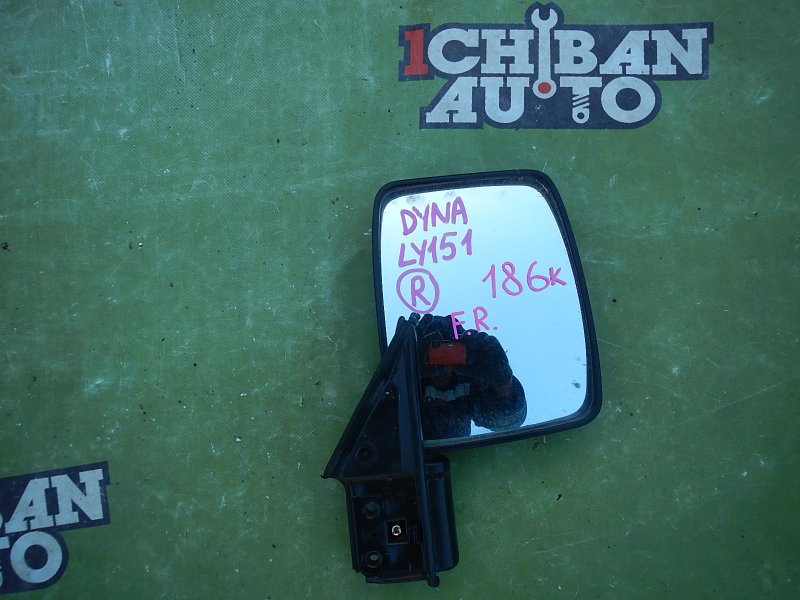 1CHIBAN
AUTO
DYNA
LY151
R
186K
F.R.
BAN
TO